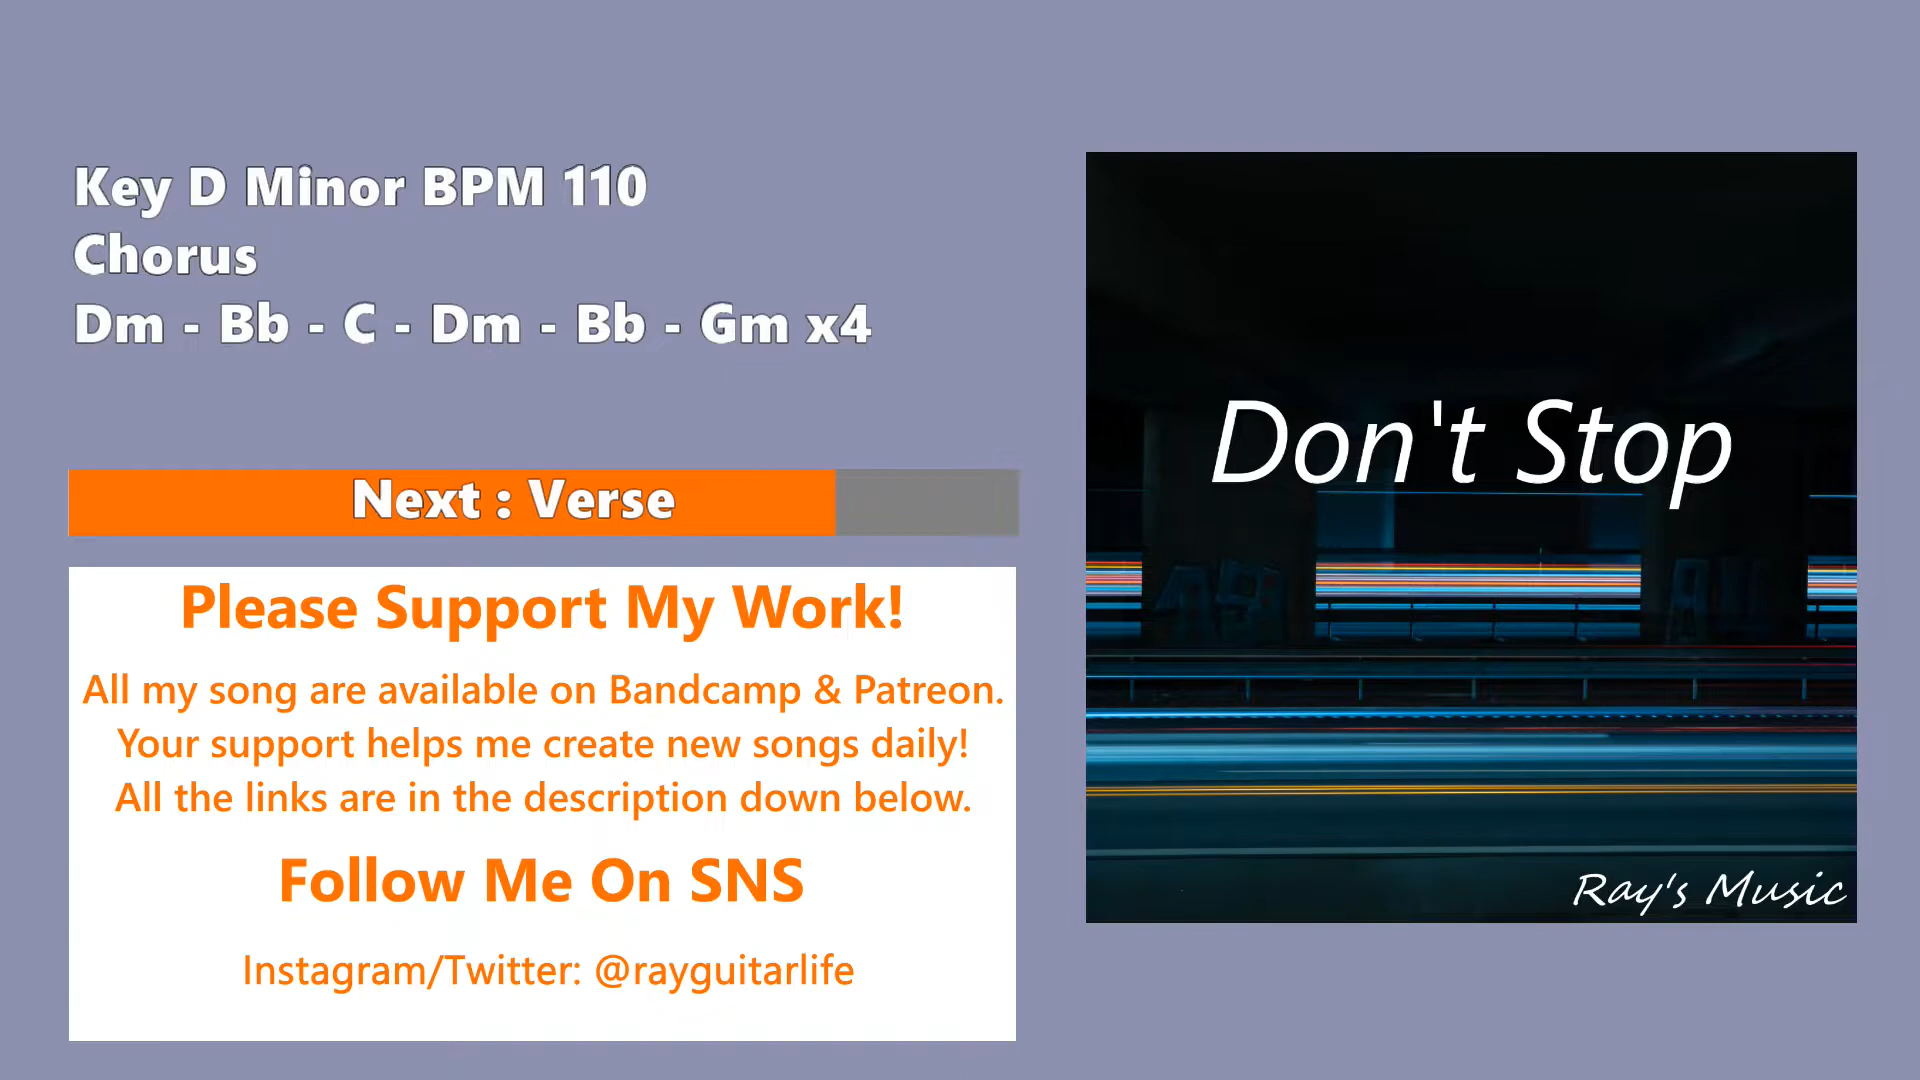 Key D Minor BPM 110
Chorus
Dm - Bb - C - Dm - Bb - Gm x4
Next : Verse
Please Support My Work!
All my song are available on Bandcamp & Patreon.
Your support helps me create new songs daily!
All the links are in the description down below.
Follow Me On SNS
Instagram/Twitter: @rayguitarlife
Don't Stop
Ray's Music